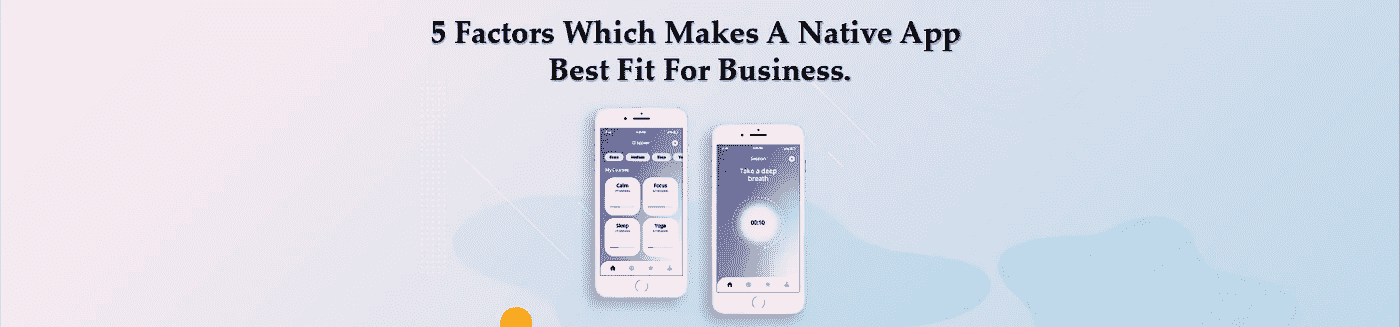 5 Factors Which Makes A Native App
Best Fit For Business.
My Courses
Calm
Focus
Sleep
Yoga
Session
Take a deep
breath
00:10